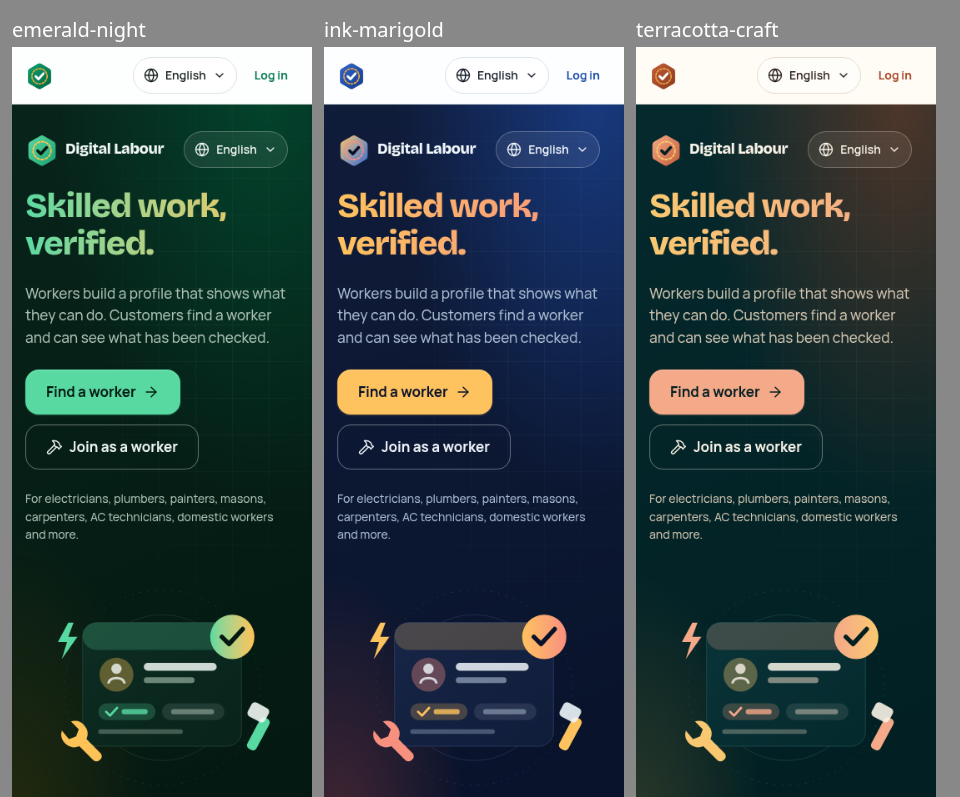 emerald-night
English
Log in
Digital Labour
English
Skilled work,
verified.
Workers build a profile that shows what
they can do. Customers find a worker
and can see what has been checked.
Find a worker
Join as a worker
For electricians, plumbers, painters, masons,
carpenters, AC technicians, domestic workers
and more.
ink-marigold
English
Log in
Digital Labour
English
Skilled work,
verified.
Workers build a profile that shows what
they can do. Customers find a worker
and can see what has been checked.
Find a worker
Join as a worker
For electricians, plumbers, painters, masons,
carpenters, AC technicians, domestic workers
and more.
terracotta-craft
English
Log in
Digital Labour
English
Skilled work,
verified.
Workers build a profile that shows what
they can do. Customers find a worker
and can see what has been checked.
Find a worker
Join as a worker
For electricians, plumbers, painters, masons,
carpenters, AC technicians, domestic workers
and more.